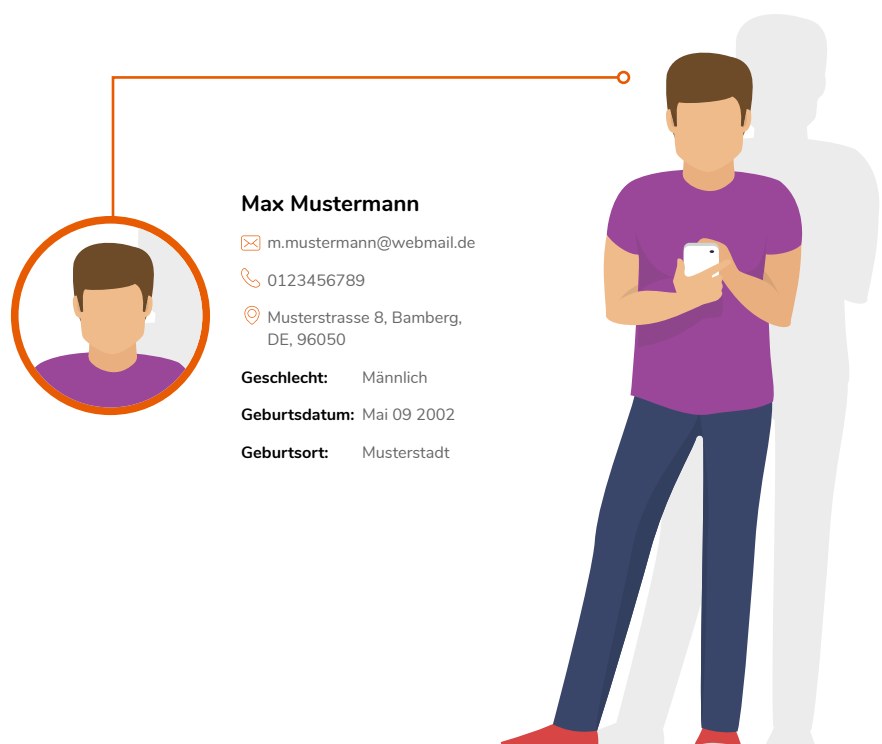 Max Mustermann
m.mustermann@webmail.de
0123456789
Musterstrasse 8, Bamberg,
DE, 96050
Geschlecht: Männlich
Geburtsdatum: Mai 09 2002
Geburtsort: Musterstadt